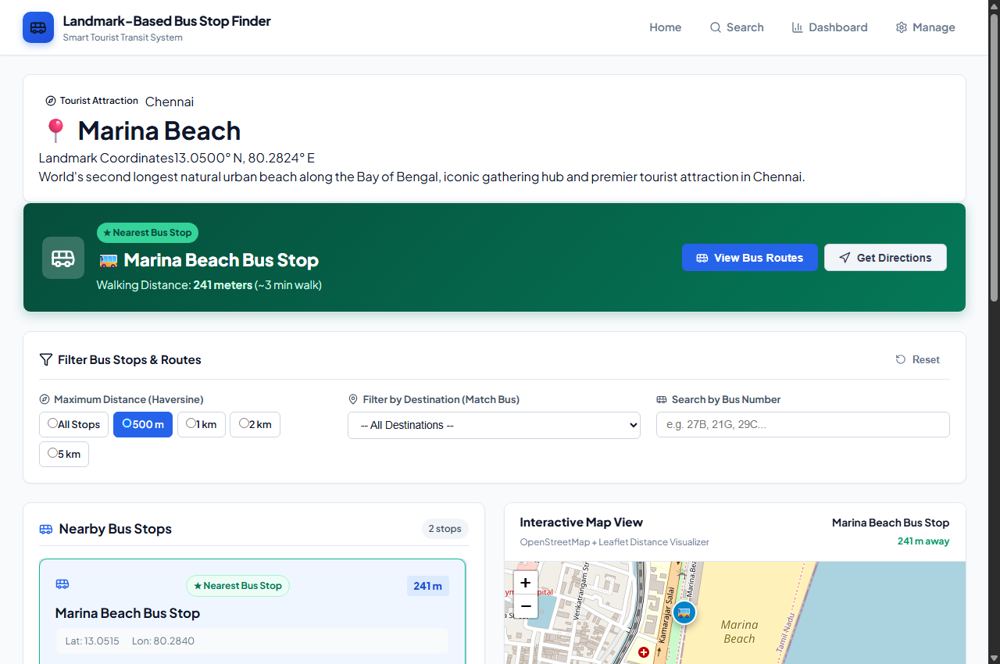 Landmark-Based Bus Stop Finder
Smart Tourist Transit System
Home
Search
Dashboard
Manage
Tourist Attraction Chennai
Marina Beach
Landmark Coordinates13.0500° N, 80.2824° E
World's second longest natural urban beach along the Bay of Bengal, iconic gathering hub and premier tourist attraction in Chennai.
★ Nearest Bus Stop
Marina Beach Bus Stop
Walking Distance: 241 meters (~3 min walk)
View Bus Routes
Get Directions
Filter Bus Stops & Routes
Reset
Maximum Distance (Haversine)
All Stops
500 m
1 km
2 km
5 km
Filter by Destination (Match Bus)
-- All Destinations --
Search by Bus Number
e.g. 27B, 21G, 29C...
Nearby Bus Stops
2 stops
★ Nearest Bus Stop
241 m
Marina Beach Bus Stop
Lat: 13.0515 Lon: 80.2840
Interactive Map View
OpenStreetMap + Leaflet Distance Visualizer
Marina Beach Bus Stop
241 m away
+
−
Venkatrangam Str
Kamarajar Salai
Marina Bea
Marina
Beach
Tamil Nadu